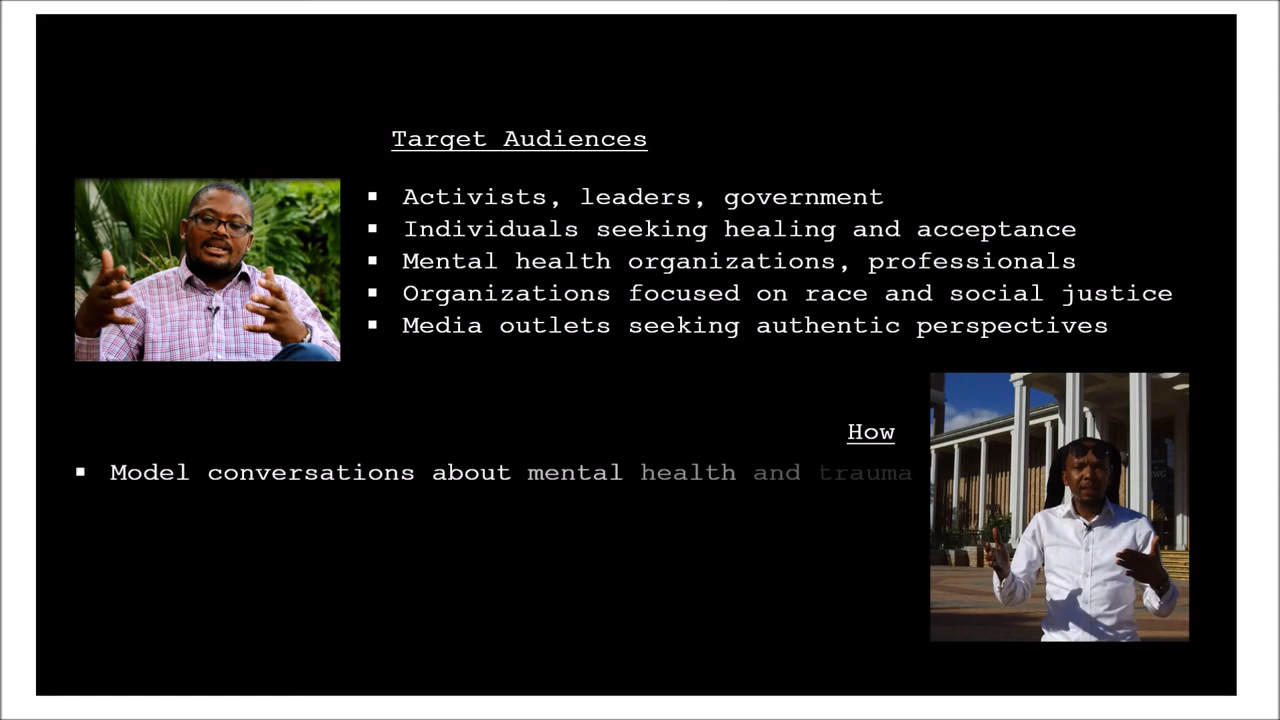 Target Audiences
▪ Activists, leaders, government
▪ Individuals seeking healing and acceptance
▪ Mental health organizations, professionals
▪ Organizations focused on race and social justice
▪ Media outlets seeking authentic perspectives
How
▪ Model conversations about mental health and trauma